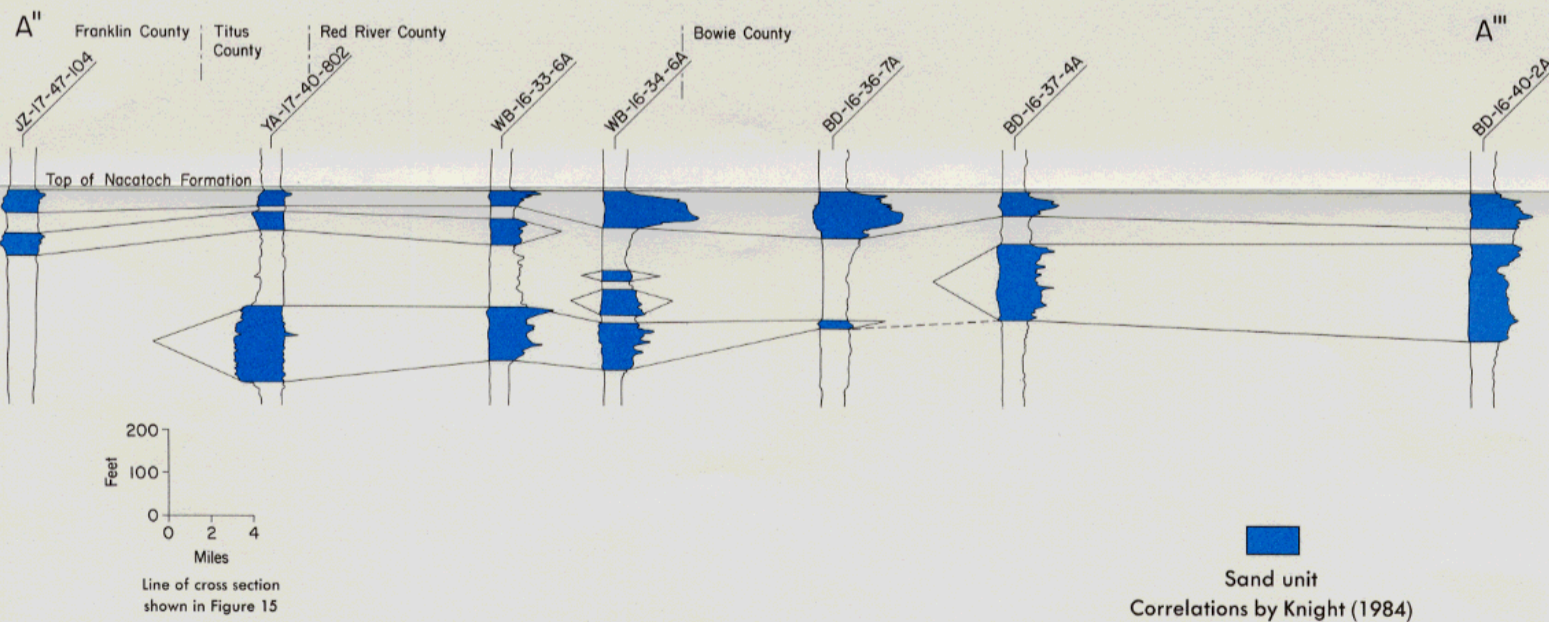 A'' Franklin County Titus County Red River County Bowie County A'''
JZ-17-47-104
YA-17-40-802
WB-16-33-6A
WB-16-34-6A
BD-16-36-7A
BD-16-37-4A
BD-16-40-2A
Top of Nacatoch Formation
200
100
0
Feet
0 2 4
Miles
Line of cross section
shown in Figure 15
Sand unit
Correlations by Knight (1984)